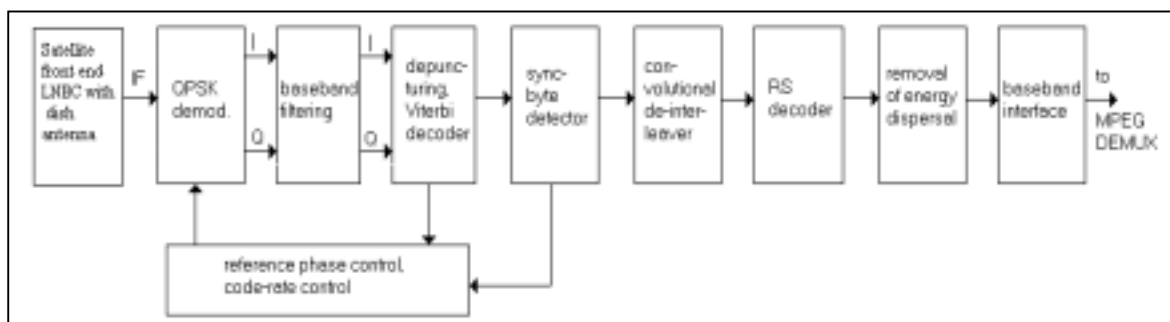 Satellite
front end
LNBC with
dish
antenna
IF
QPSK
demod.
I
Q
baseband
filtering
I
Q
depunc-
turing,
Viterbi
decoder
sync-
byte
detector
con-
volutional
de-inter-
leaver
RS
decoder
removal
of energy
dispersal
baseband
interface
to
MPEG
DEMUX
reference phase control,
code-rate control